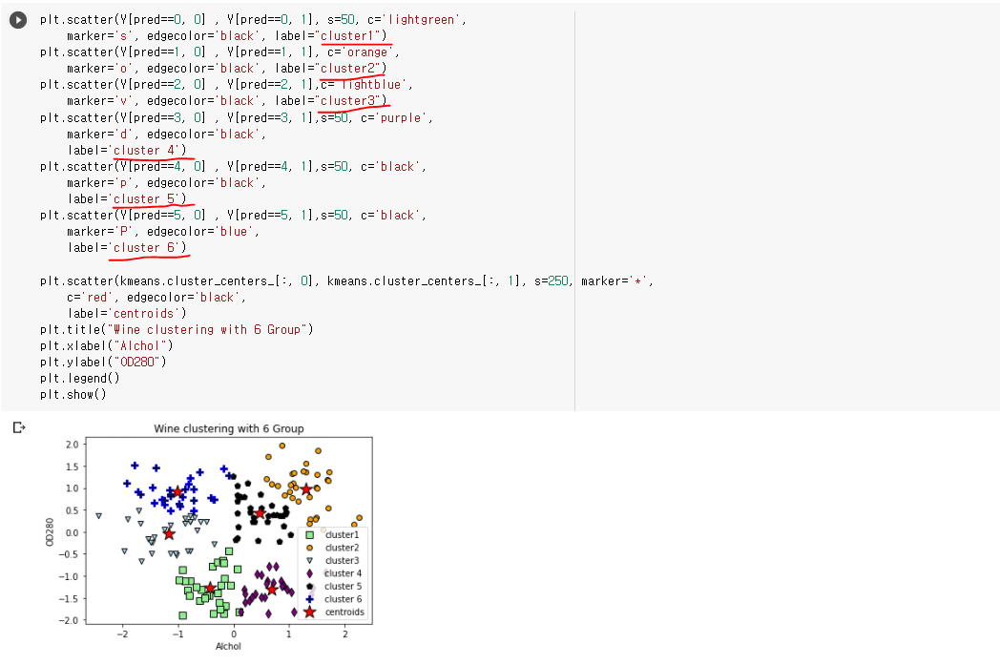 plt.scatter(Y[pred==0, 0] , Y[pred==0, 1], s=50, c='lightgreen',
marker='s', edgecolor='black', label="cluster1")
plt.scatter(Y[pred==1, 0] , Y[pred==1, 1], c='orange',
marker='o', edgecolor='black', label="cluster2")
plt.scatter(Y[pred==2, 0] , Y[pred==2, 1],c='lightblue',
marker='v', edgecolor='black', label="cluster3")
plt.scatter(Y[pred==3, 0] , Y[pred==3, 1],s=50, c='purple',
marker='d', edgecolor='black',
label='cluster 4')
plt.scatter(Y[pred==4, 0] , Y[pred==4, 1],s=50, c='black',
marker='p', edgecolor='black',
label='cluster 5')
plt.scatter(Y[pred==5, 0] , Y[pred==5, 1],s=50, c='black',
marker='P', edgecolor='blue',
label='cluster 6')
plt.scatter(kmeans.cluster_centers_[:, 0], kmeans.cluster_centers_[:, 1], s=250, marker='*',
c='red', edgecolor='black',
label='centroids')
plt.title("Wine clustering with 6 Group")
plt.xlabel("Alchol")
plt.ylabel("OD280")
plt.legend()
plt.show()
Wine clustering with 6 Group
2.0
1.5
1.0
0.5
0.0
−0.5
−1.0
−1.5
−2.0
OD280
cluster1
cluster2
cluster3
cluster 4
cluster 5
cluster 6
centroids
−2 −1 0 1 2
Alchol